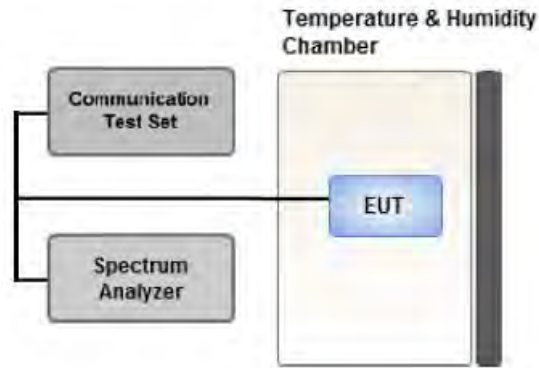 Temperature & Humidity
Chamber
Communication
Test Set
EUT
Spectrum
Analyzer